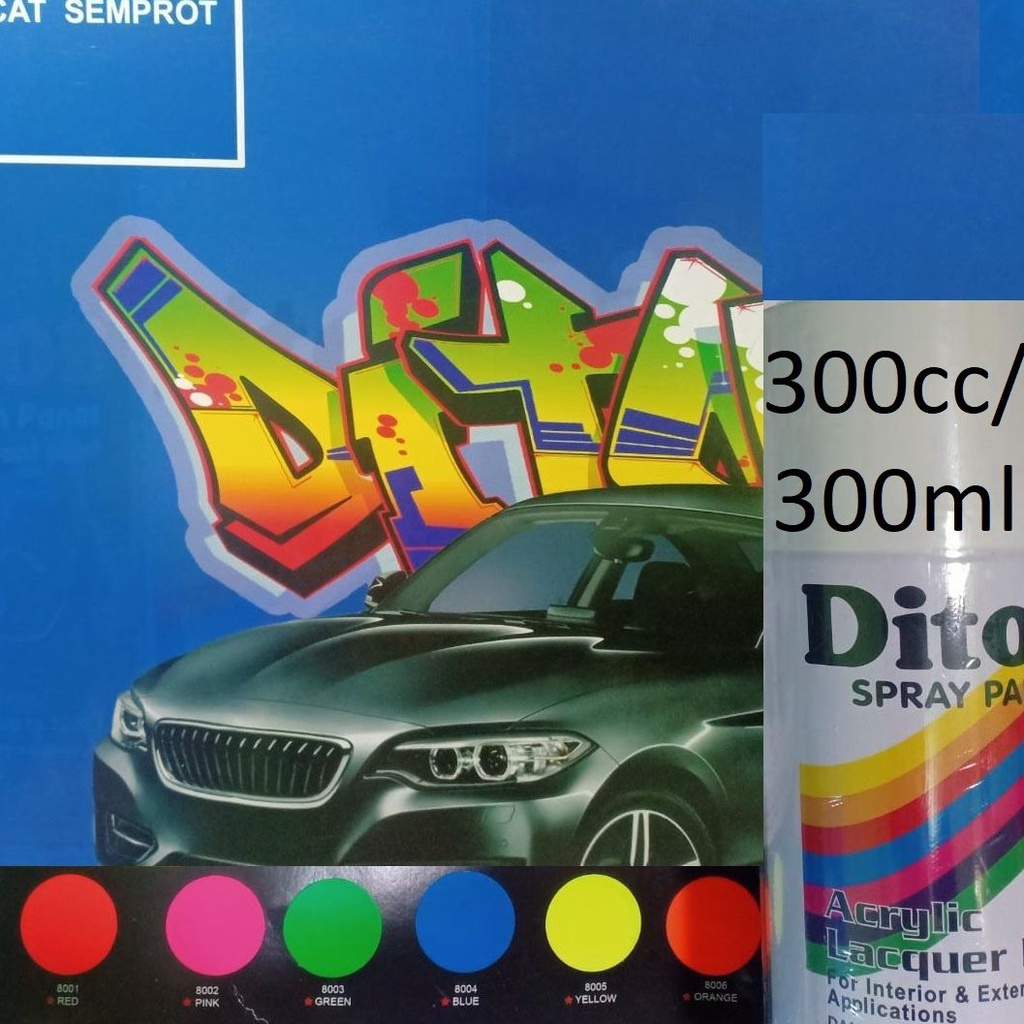 CAT SEMPROT
300cc/
300ml
Dito
SPRAY PA
Acrylic
Lacquer
For Interior & Exter
Applications
8001
RED
8002
PINK
8003
GREEN
8004
BLUE
8005
YELLOW
8006
ORANGE